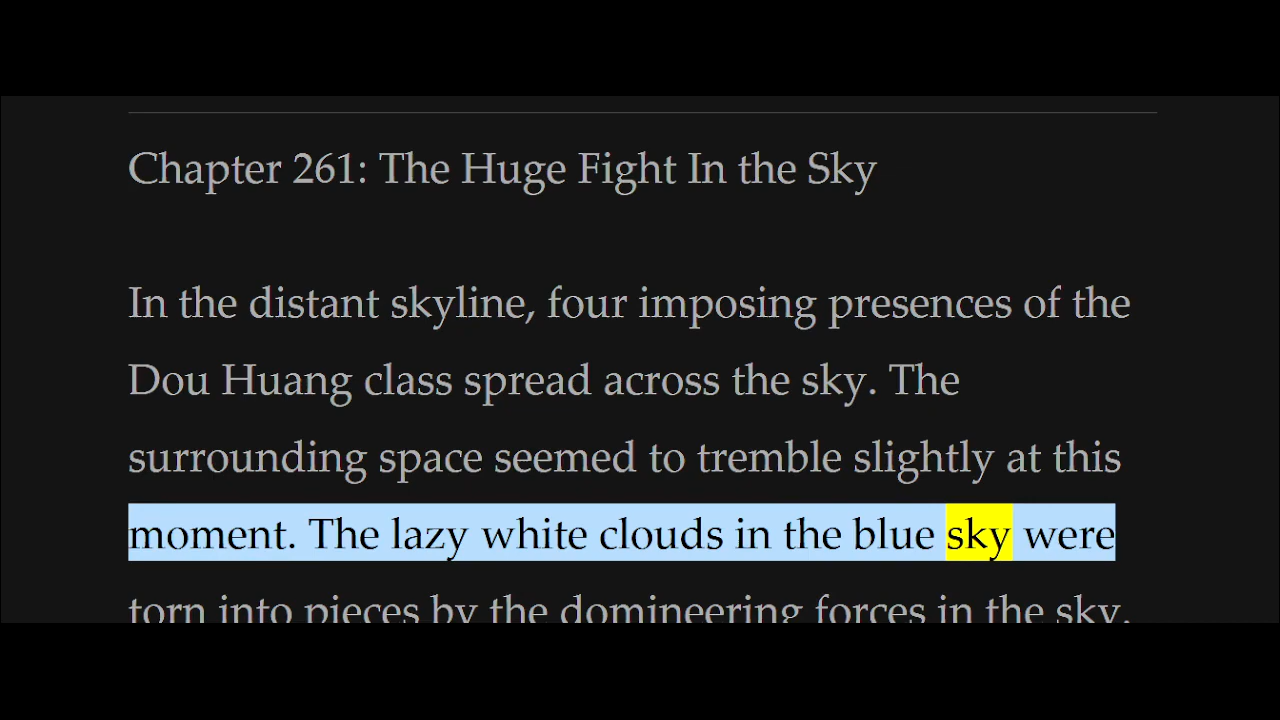 Chapter 261: The Huge Fight In the Sky
In the distant skyline, four imposing presences of the
Dou Huang class spread across the sky. The
surrounding space seemed to tremble slightly at this
moment. The lazy white clouds in the blue sky were
torn into pieces by the domineering forces in the sky.